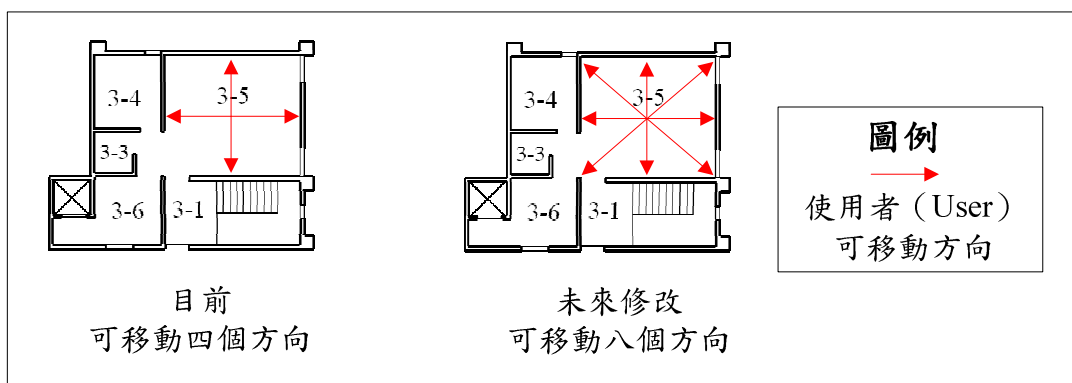 3-4
3-5
3-3
3-6
3-1
目前
可移動四個方向
3-4
3-5
3-3
3-6
3-1
未來修改
可移動八個方向
圖例
使用者（User）
可移動方向